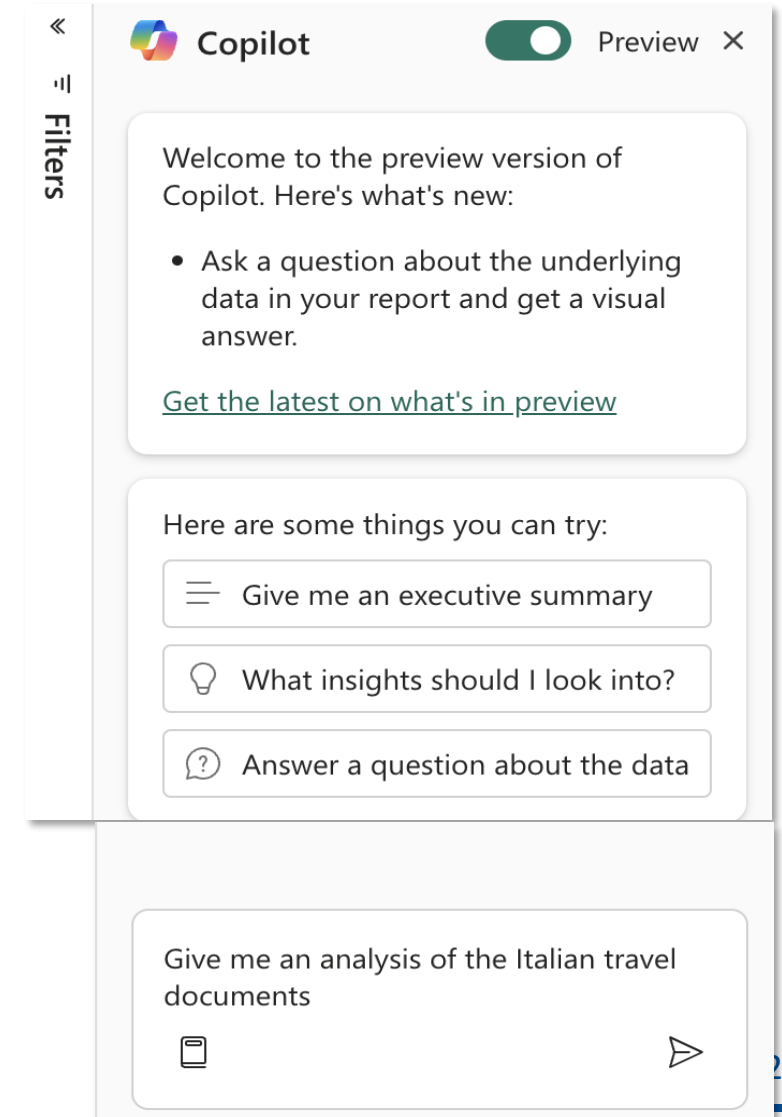 Filters
Copilot
Preview
Welcome to the preview version of
Copilot. Here's what's new:
• Ask a question about the underlying
data in your report and get a visual
answer.
Get the latest on what's in preview
Here are some things you can try:
Give me an executive summary
What insights should I look into?
Answer a question about the data
Give me an analysis of the Italian travel
documents